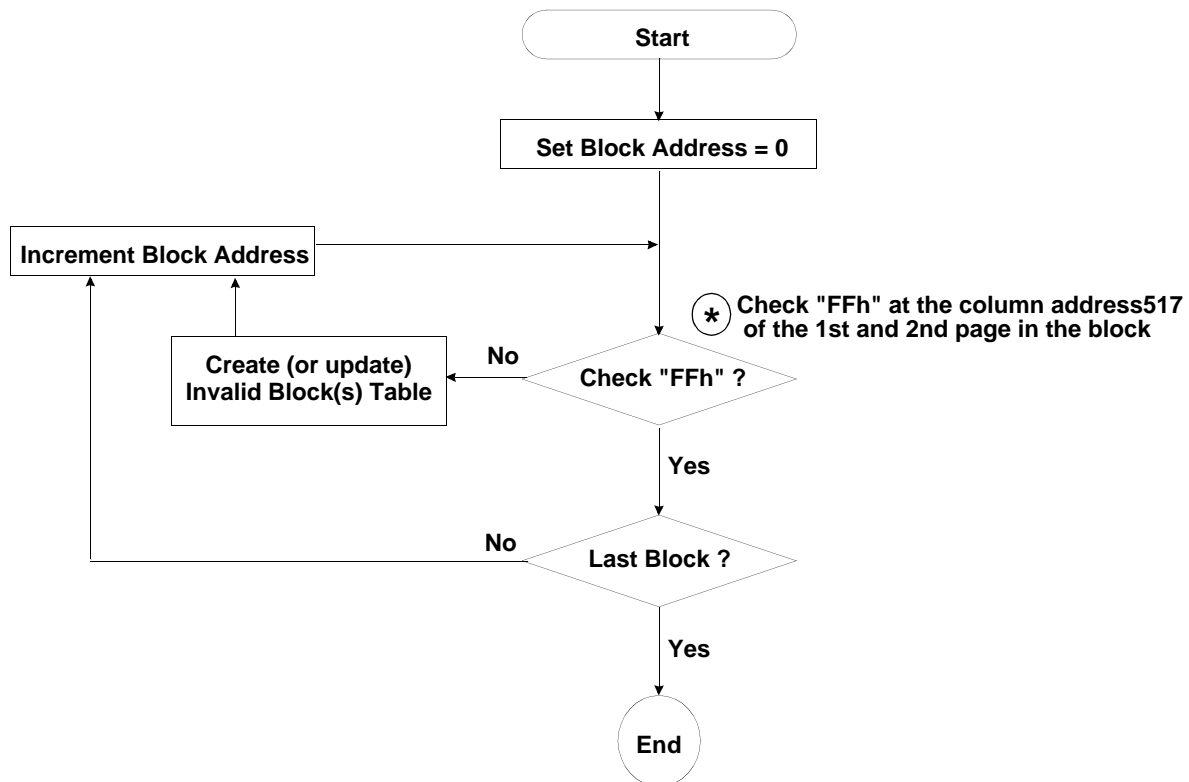 Start
Set Block Address = 0
Increment Block Address
* Check "FFh" at the column address517
of the 1st and 2nd page in the block
No
Create (or update)
Invalid Block(s) Table
Check "FFh" ?
Yes
No
Last Block ?
Yes
End